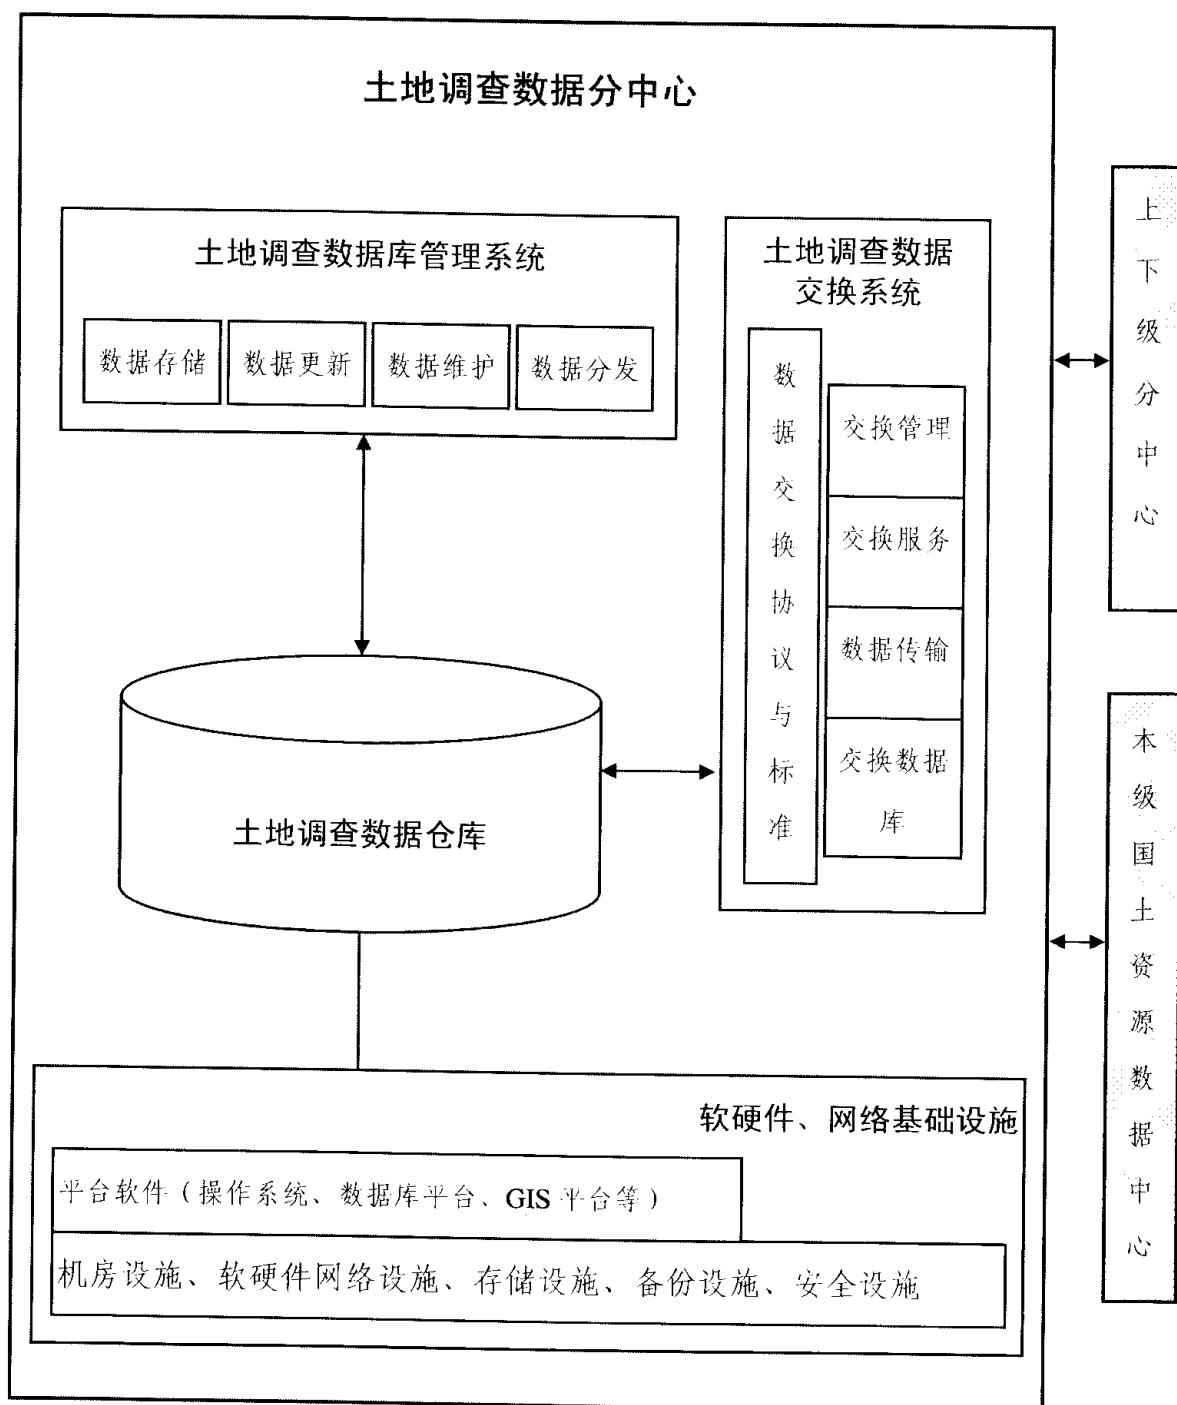 土地调查数据分中心
土地调查数据库管理系统
数据存储
数据更新
数据维护
数据分发
土地调查数据
交换系统
数据交换协议与标准
交换管理
交换服务
数据传输
交换数据
库
上下级分中心
土地调查数据仓库
本级国土资源数据中心
软硬件、网络基础设施
平台软件（操作系统、数据库平台、GIS 平台等）
机房设施、软硬件网络设施、存储设施、备份设施、安全设施